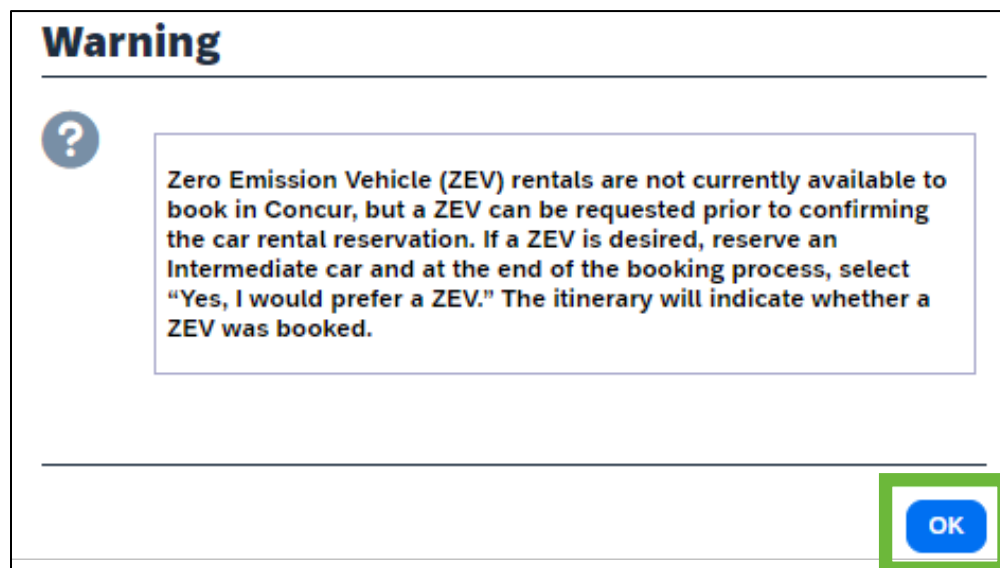 Warning
?
Zero Emission Vehicle (ZEV) rentals are not currently available to
book in Concur, but a ZEV can be requested prior to confirming
the car rental reservation. If a ZEV is desired, reserve an
Intermediate car and at the end of the booking process, select
“Yes, I would prefer a ZEV.” The itinerary will indicate whether a
ZEV was booked.
OK